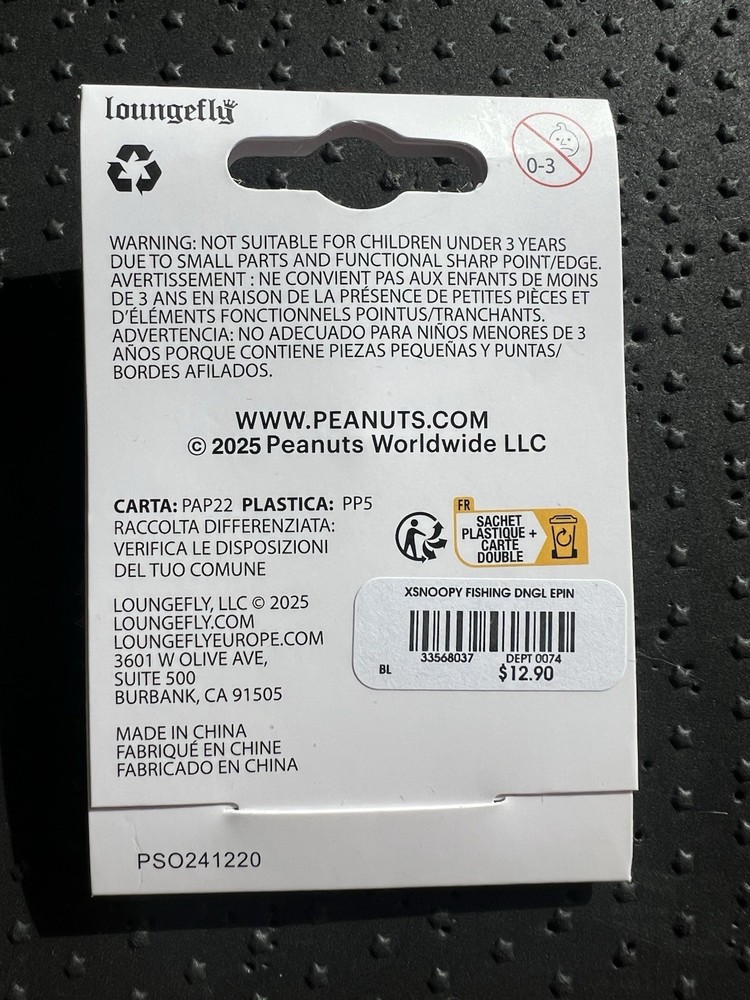 loungefly
0-3
WARNING: NOT SUITABLE FOR CHILDREN UNDER 3 YEARS
DUE TO SMALL PARTS AND FUNCTIONAL SHARP POINT/EDGE.
AVERTISSEMENT : NE CONVIENT PAS AUX ENFANTS DE MOINS
DE 3 ANS EN RAISON DE LA PRÉSENCE DE PETITES PIÈCES ET
D'ÉLÉMENTS FONCTIONNELS POINTUS/TRANCHANTS.
ADVERTENCIA: NO ADECUADO PARA NIÑOS MENORES DE 3
AÑOS PORQUE CONTIENE PIEZAS PEQUEÑAS Y PUNTAS/
BORDES AFILADOS.
WWW.PEANUTS.COM
© 2025 Peanuts Worldwide LLC
CARTA: PAP22 PLASTICA: PP5
RACCOLTA DIFFERENZIATA:
VERIFICA LE DISPOSIZIONI
DEL TUO COMUNE
FR
SACHET
PLASTIQUE +
CARTE
DOUBLE
LOUNGEFLY, LLC © 2025
LOUNGEFLY.COM
LOUNGEFLYEUROPE.COM
3601 W OLIVE AVE,
SUITE 500
BURBANK, CA 91505
XSNOOPY FISHING DNGL EPIN
33568037 DEPT 0074
BL $12.90
MADE IN CHINA
FABRIQUÉ EN CHINE
FABRICADO EN CHINA
PSO241220